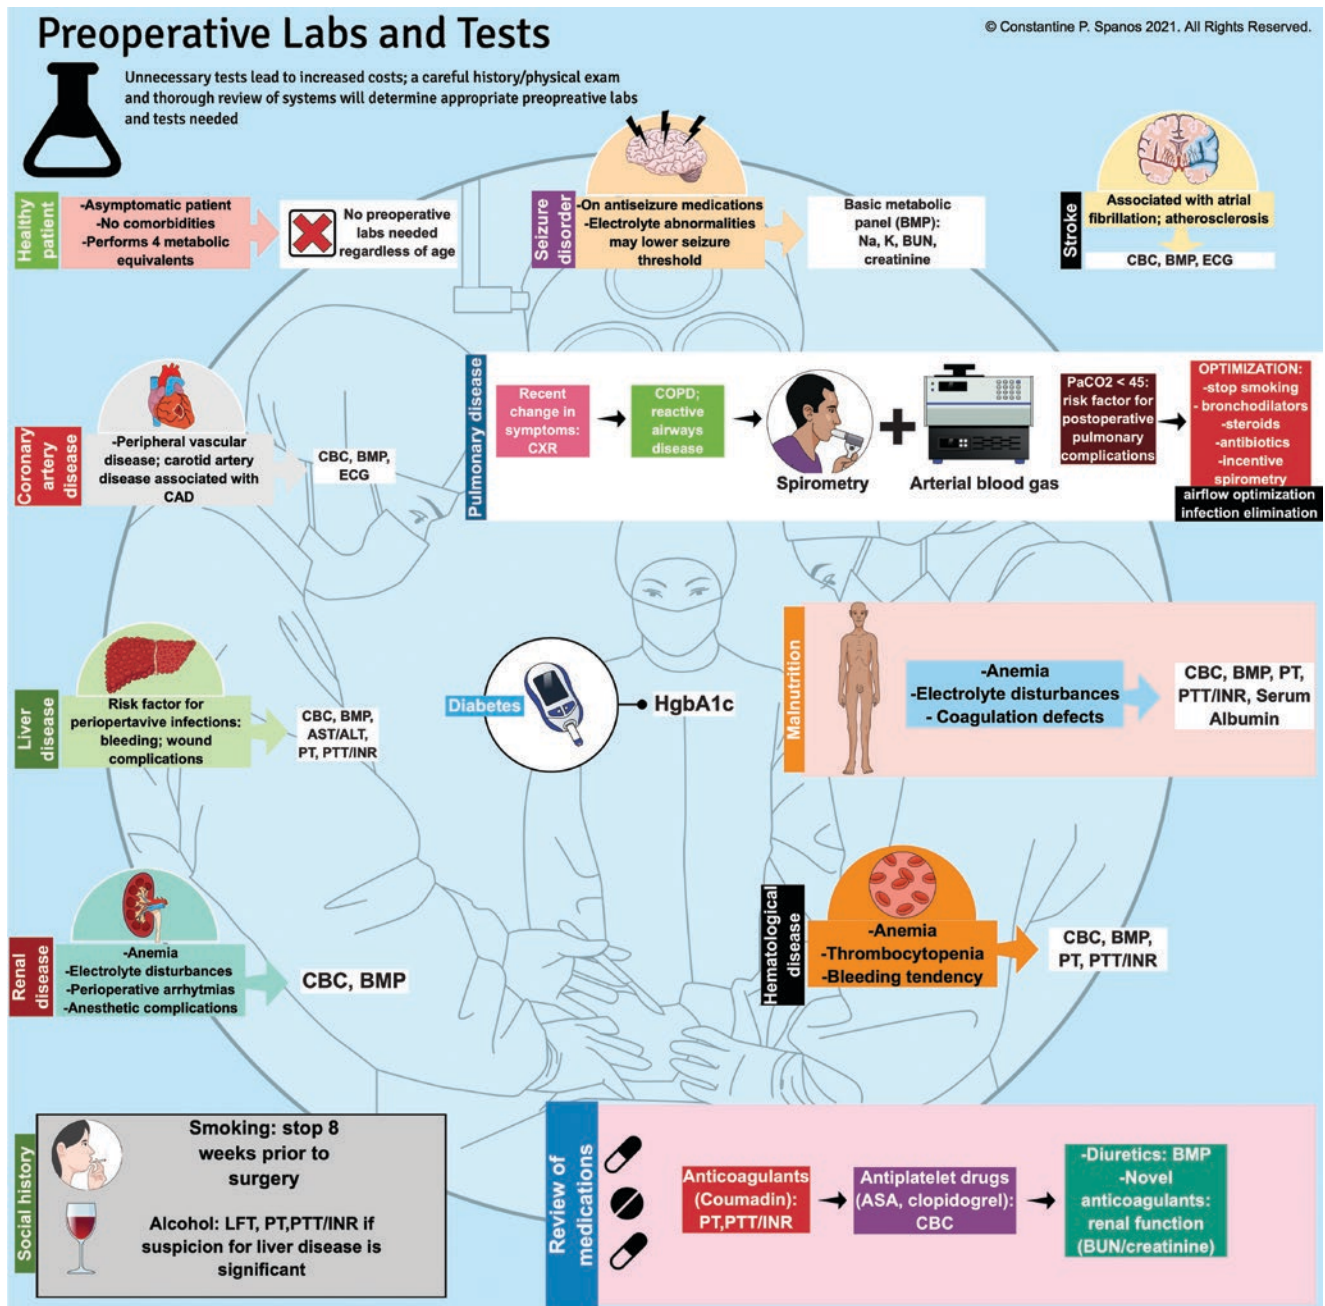 Preoperative Labs and Tests
© Constantine P. Spanos 2021. All Rights Reserved.
Unnecessary tests lead to increased costs; a careful history/physical exam
and thorough review of systems will determine appropriate preopreative labs
and tests needed
Healthy
patient
-Asymptomatic patient
-No comorbidities
-Performs 4 metabolic
equivalents
No preoperative
labs needed
regardless of age
Seizure
disorder
-On antiseizure medications
-Electrolyte abnormalities
may lower seizure
threshold
Basic metabolic
panel (BMP):
Na, K, BUN,
creatinine
Stroke
Associated with atrial
fibrillation; atherosclerosis
CBC, BMP, ECG
Coronary
artery
disease
-Peripheral vascular
disease; carotid artery
disease associated with
CAD
CBC, BMP,
ECG
Pulmonary disease
Recent
change in
symptoms:
CXR
COPD;
reactive
airways
disease
Spirometry
Arterial blood gas
PaCO2 < 45:
risk factor for
postoperative
pulmonary
complications
OPTIMIZATION:
-stop smoking
- bronchodilators
-steroids
-antibiotics
-incentive
spirometry
airflow optimization
infection elimination
Liver
disease
Risk factor for
periopertavive infections:
bleeding; wound
complications
CBC, BMP,
AST/ALT,
PT, PTT/INR
Diabetes
HgbA1c
Malnutrition
-Anemia
-Electrolyte disturbances
- Coagulation defects
CBC, BMP, PT,
PTT/INR, Serum
Albumin
Renal
disease
-Anemia
-Electrolyte disturbances
-Perioperative arrhytmias
-Anesthetic complications
CBC, BMP
Hematological
disease
-Anemia
-Thrombocytopenia
-Bleeding tendency
CBC, BMP,
PT, PTT/INR
Social history
Smoking: stop 8
weeks prior to
surgery
Alcohol: LFT, PT,PTT/INR if
suspicion for liver disease is
significant
Review of
medications
Anticoagulants
(Coumadin):
PT,PTT/INR
Antiplatelet drugs
(ASA, clopidogrel):
CBC
-Diuretics: BMP
-Novel
anticoagulants:
renal function
(BUN/creatinine)